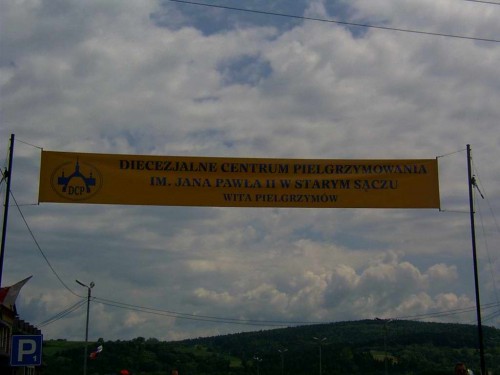 DIECEZJALNE CENTRUM PIELGRZYMOWANIA
IM. JANA PAWŁA II W STARYM SĄCZU
WITA PIELGRZYMÓW
DCP
P